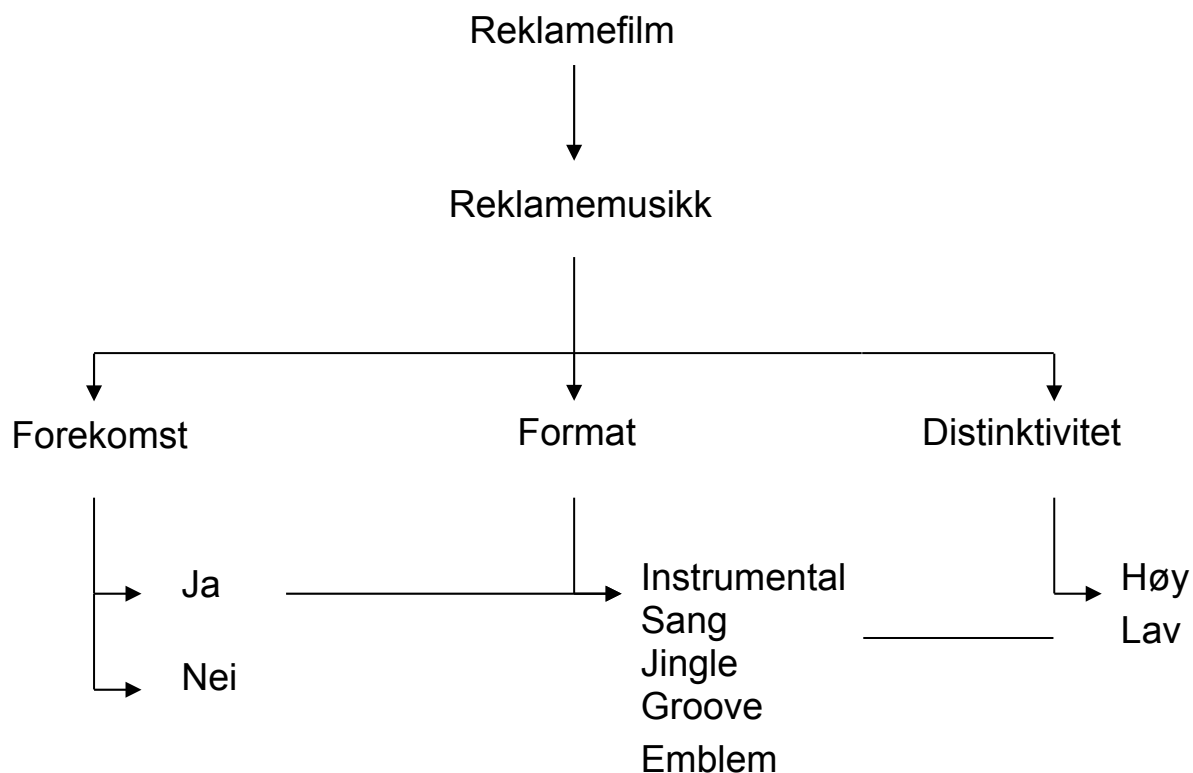 Reklamefilm
Reklamemusikk
Forekomst
Format
Distinktivitet
Ja
Nei
Instrumental
Sang
Jingle
Groove
Emblem
Høy
Lav